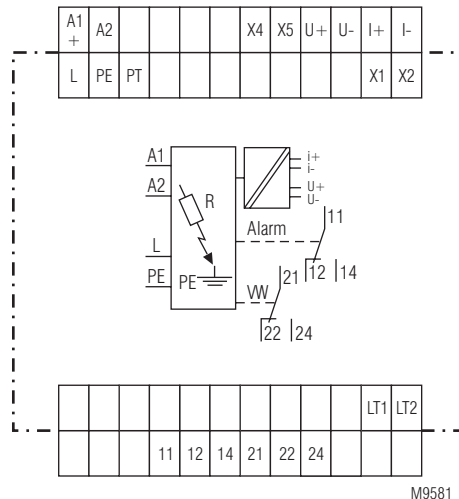 A1
+ A2 X4 X5 U+ U- I+ I-
L PE PT X1 X2
A1
i+
i-
A2
U+
U-
R
11
Alarm
L
21
12 14
PE PE
VW
22 24
LT1 LT2
11 12 14 21 22 24
M9581